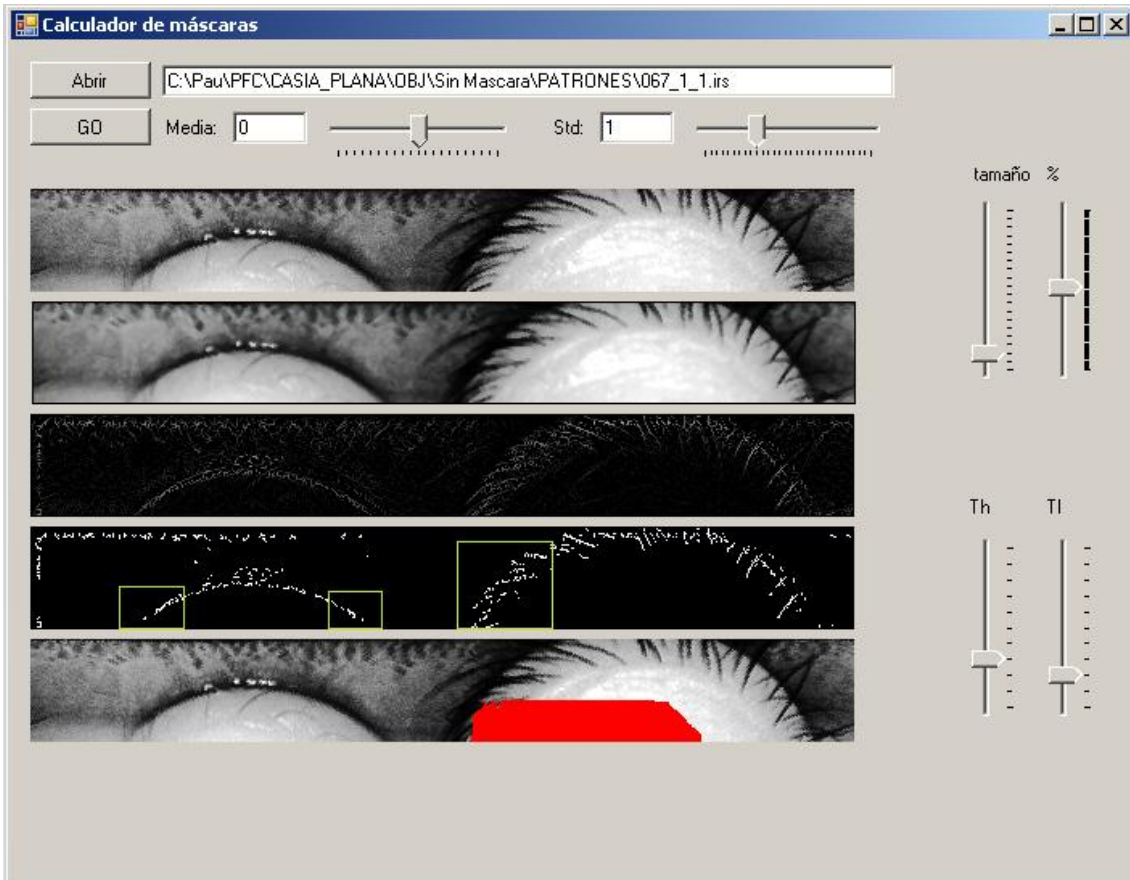 Calculador de máscaras
Abrir C:\Pau\PFC\CASIA_PLANA\OBJ\Sin Mascara\PATRONES\067_1_1.irs
GO Media: 0 Std: 1
tamaño %
Th Tl